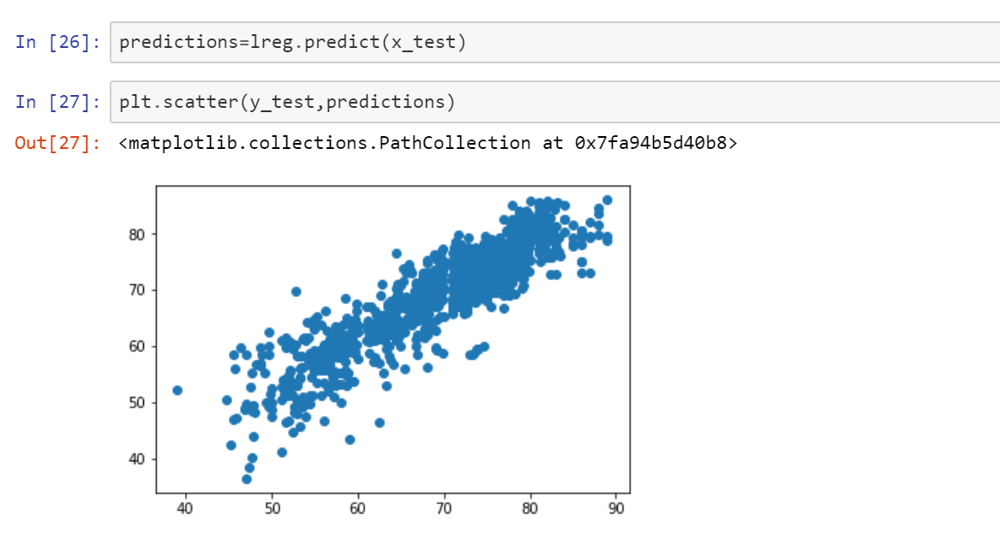 In [26]: predictions=lreg.predict(x_test)
In [27]: plt.scatter(y_test,predictions)
Out[27]: <matplotlib.collections.PathCollection at 0x7fa94b5d40b8>
80
70
60
50
40
40 50 60 70 80 90